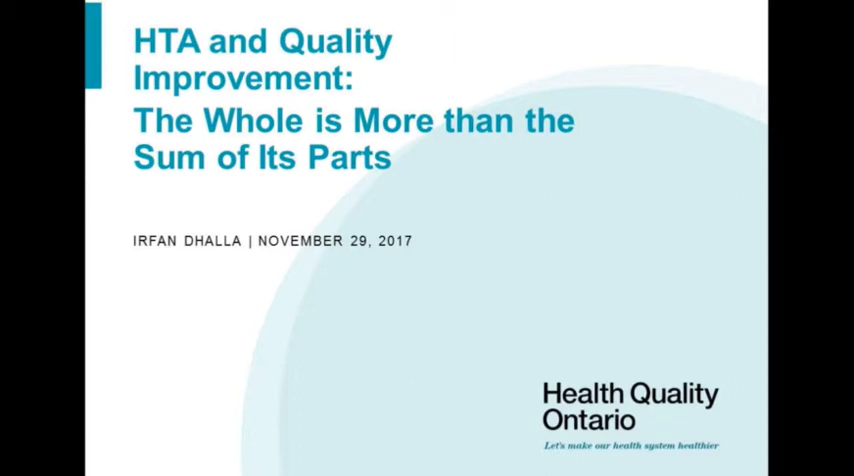 HTA and Quality
Improvement:
The Whole is More than the
Sum of Its Parts
IRFAN DHALLA | NOVEMBER 29, 2017
Health Quality
Ontario
Let's make our health system healthier